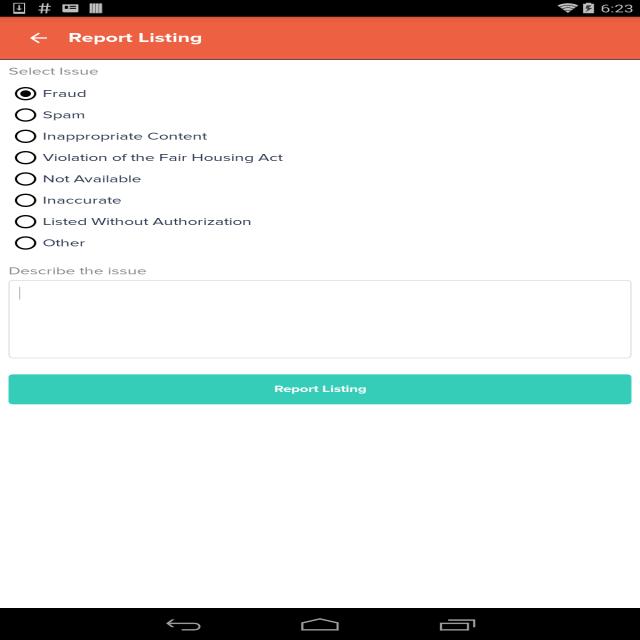 6:23
Report Listing
Select Issue
Fraud
Spam
Inappropriate Content
Violation of the Fair Housing Act
Not Available
Inaccurate
Listed Without Authorization
Other
Describe the issue
Report Listing